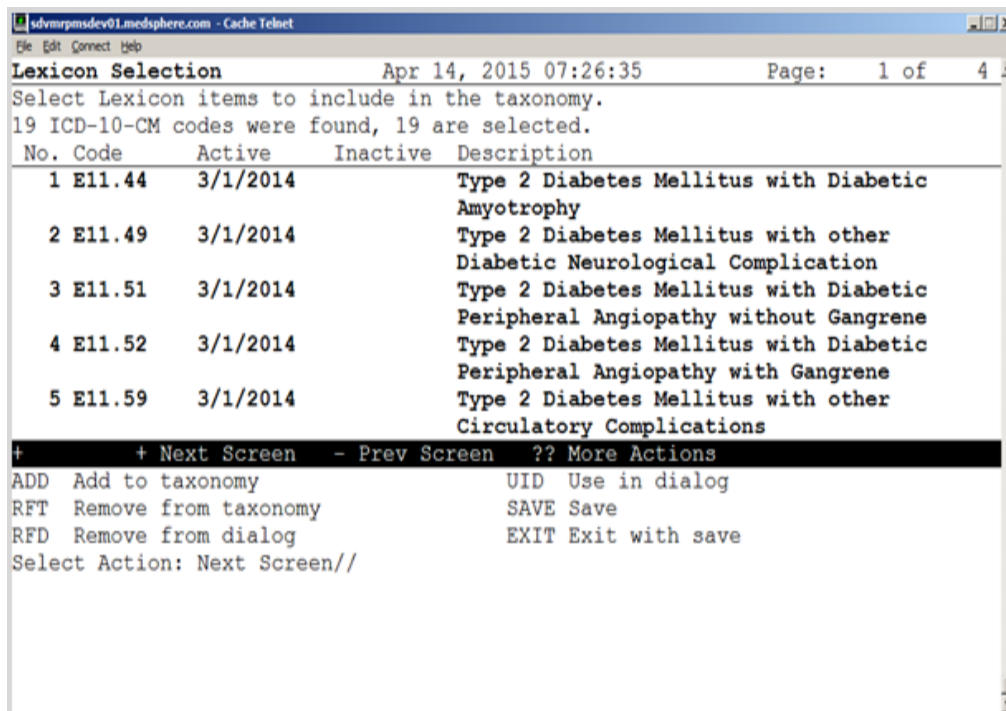 sdvmrpmsdev01.medsphere.com - Cache Telnet
File Edit Connect Help
Lexicon Selection Apr 14, 2015 07:26:35 Page: 1 of 4
Select Lexicon items to include in the taxonomy.
19 ICD-10-CM codes were found, 19 are selected.
No. Code Active Inactive Description
1 E11.44 3/1/2014 Type 2 Diabetes Mellitus with Diabetic
Amyotrophy
2 E11.49 3/1/2014 Type 2 Diabetes Mellitus with other
Diabetic Neurological Complication
3 E11.51 3/1/2014 Type 2 Diabetes Mellitus with Diabetic
Peripheral Angiopathy without Gangrene
4 E11.52 3/1/2014 Type 2 Diabetes Mellitus with Diabetic
Peripheral Angiopathy with Gangrene
5 E11.59 3/1/2014 Type 2 Diabetes Mellitus with other
Circulatory Complications
+ + Next Screen - Prev Screen ?? More Actions
ADD Add to taxonomy UID Use in dialog
RFT Remove from taxonomy SAVE Save
RFD Remove from dialog EXIT Exit with save
Select Action: Next Screen//